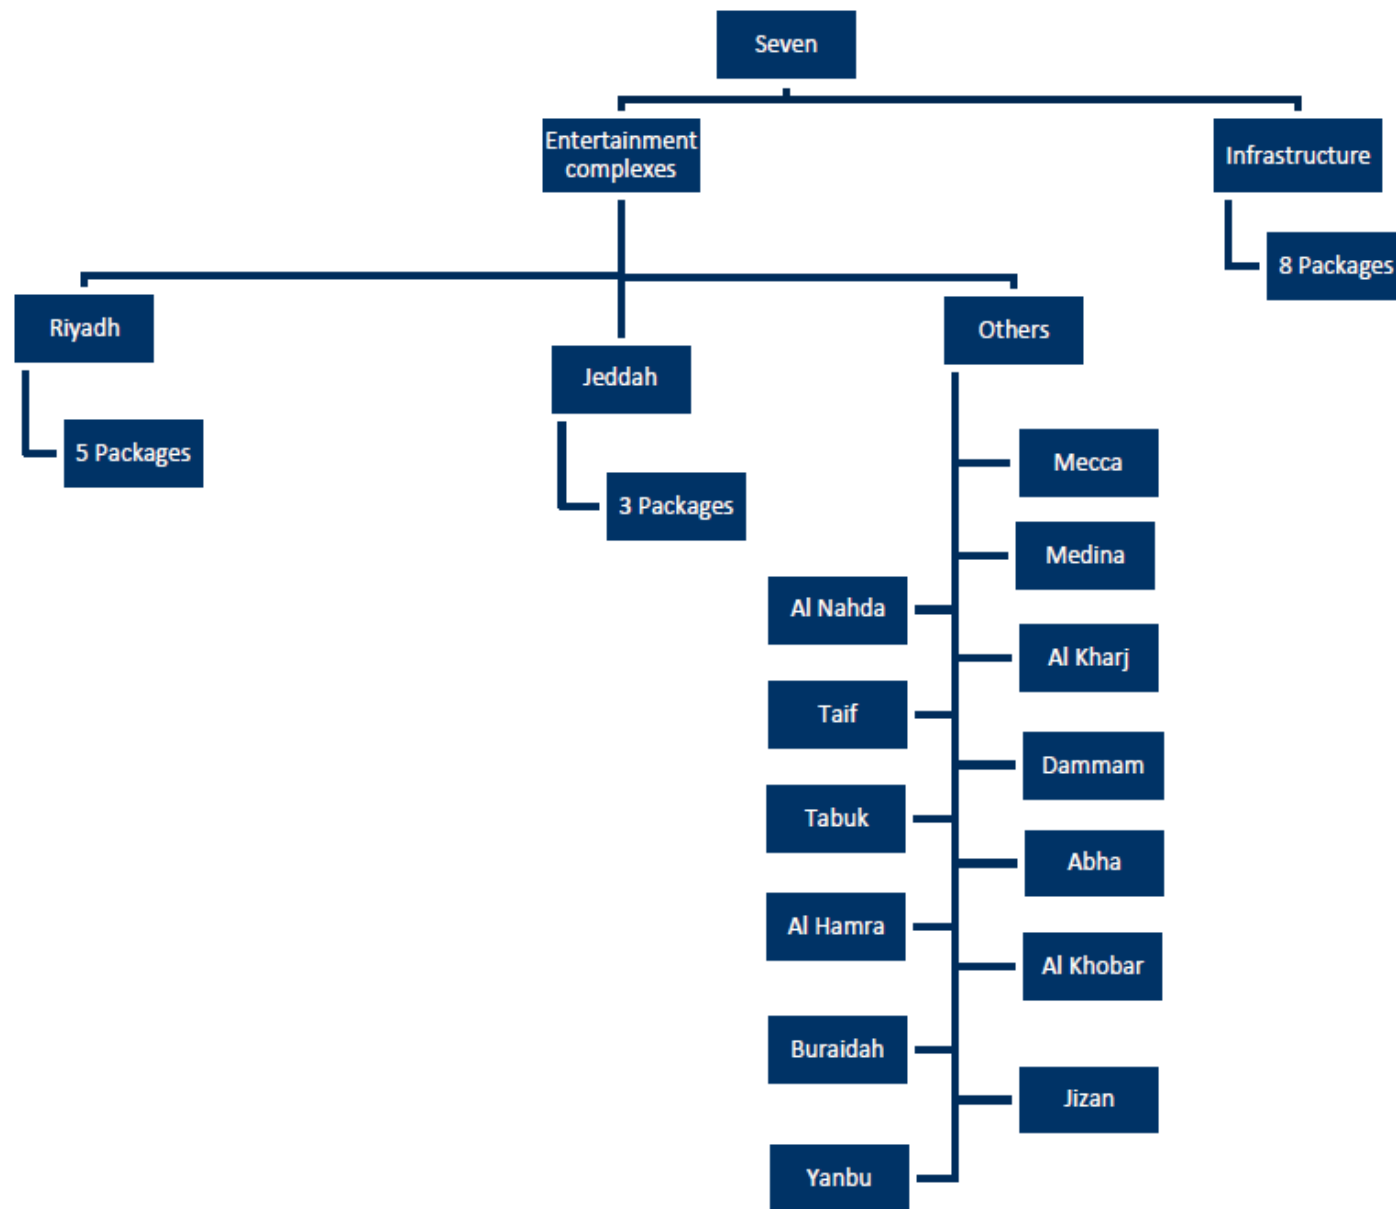 Seven
Entertainment
complexes
Infrastructure
8 Packages
Riyadh
5 Packages
Jeddah
3 Packages
Others
Mecca
Medina
Al Nahda
Al Kharj
Taif
Dammam
Tabuk
Abha
Al Hamra
Al Khobar
Buraidah
Jizan
Yanbu